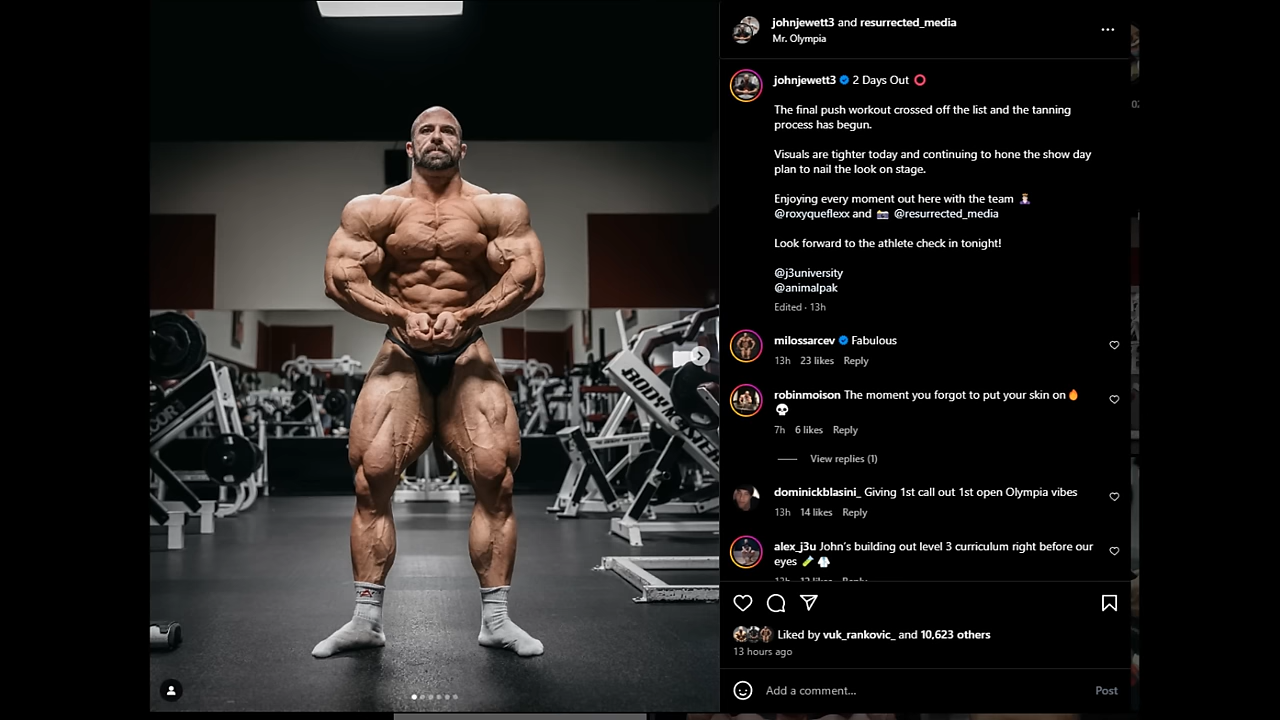 johnjewett3 and resurrected_media
Mr. Olympia
johnjewett3 2 Days Out ⭕
The final push workout crossed off the list and the tanning
process has begun.
Visuals are tighter today and continuing to hone the show day
plan to nail the look on stage.
Enjoying every moment out here with the team
@roxyqueflexx and 📷 @resurrected_media
Look forward to the athlete check in tonight!
@j3university
@animalpak
Edited · 13h
milossarcev Fabulous
13h 23 likes Reply
robinmoison The moment you forgot to put your skin on🔥
💀
7h 6 likes Reply
View replies (1)
dominickblasini_ Giving 1st call out 1st open Olympia vibes
13h 14 likes Reply
alex_j3u John's building out level 3 curriculum right before our
eyes 🧪 🥼
13h 12 likes Reply
Liked by vuk_rankovic_ and 10,623 others
13 hours ago
Add a comment...
Post